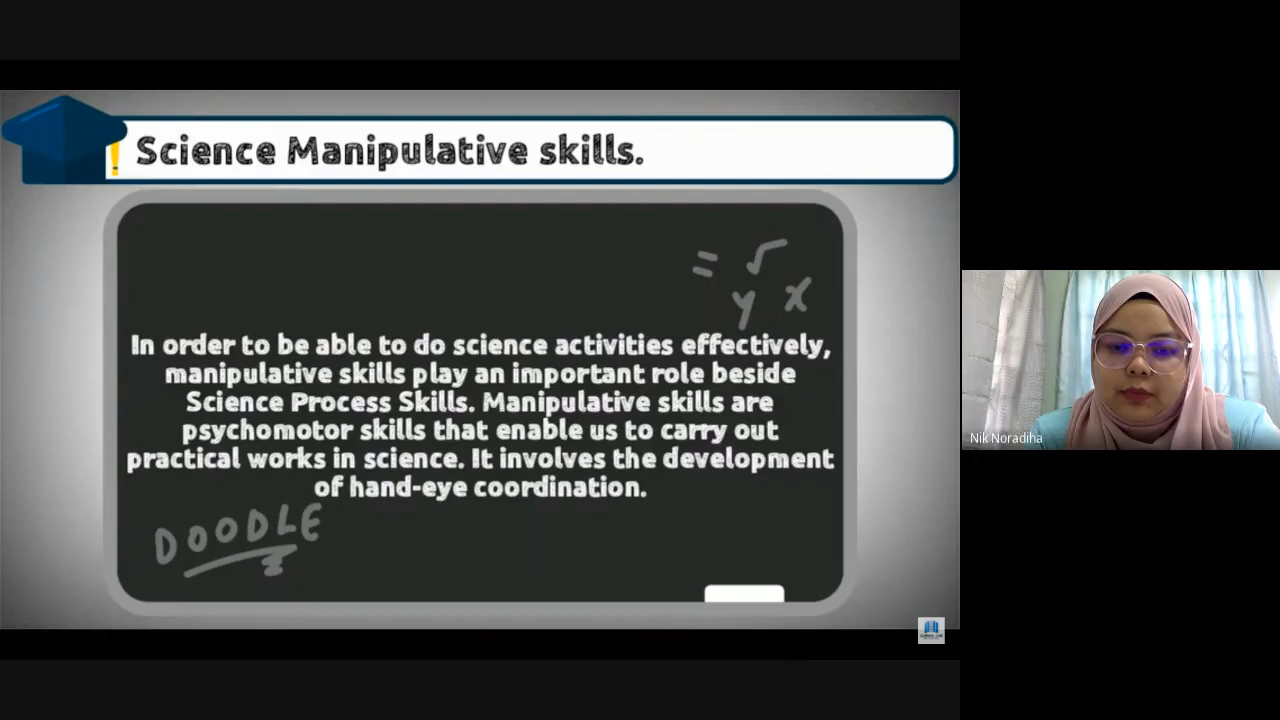 Science Manipulative skills.
= √
y x
In order to be able to do science activities effectively,
manipulative skills play an important role beside
Science Process Skills. Manipulative skills are
psychomotor skills that enable us to carry out
practical works in science. It involves the development
of hand-eye coordination.
DOODLE
Nik Noradiha